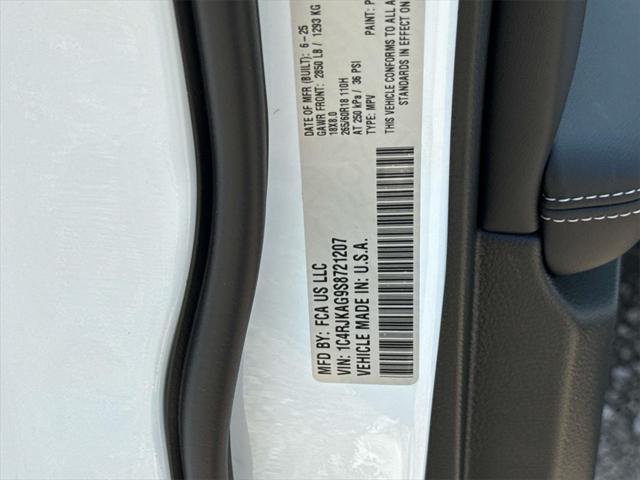 MFD BY: FCA US LLC
VIN: 1C4RJKAG9S8721207
VEHICLE MADE IN: U.S.A.
DATE OF MFR (BUILT): 6-25
GAWR FRONT: 2850 LB / 1293 KG
18X8.0
265/60R18 110H
AT 250 kPa / 36 PSI
TYPE: MPV
PAINT:
THIS VEHICLE CONFORMS TO ALL
STANDARDS IN EFFECT ON